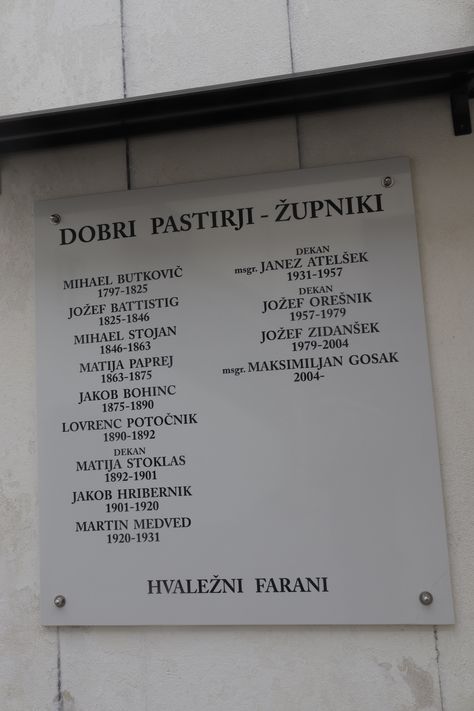 DOBRI PASTIRJI - ŽUPNIKI
MIHAEL BUTKOVIČ
1797-1825
JOŽEF BATTISTIG
1825-1846
MIHAEL STOJAN
1846-1863
MATIJA PAPREJ
1863-1875
JAKOB BOHINC
1875-1890
LOVRENC POTOČNIK
1890-1892
DEKAN
MATIJA STOKLAS
1892-1901
JAKOB HRIBERNIK
1901-1920
MARTIN MEDVED
1920-1931
DEKAN
msgr. JANEZ ATELŠEK
1931-1957
DEKAN
JOŽEF OREŠNIK
1957-1979
JOŽEF ZIDANŠEK
1979-2004
msgr. MAKSIMILJAN GOSAK
2004-
HVALEŽNI FARANI